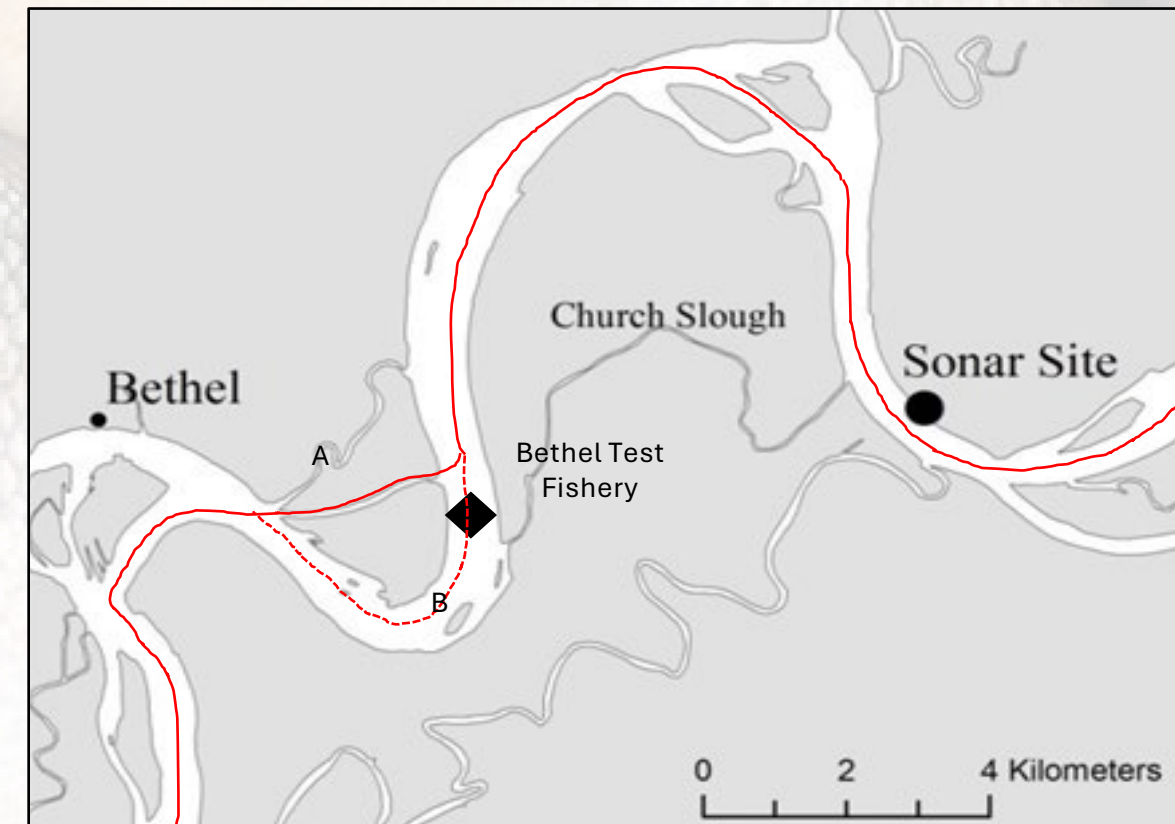 Church Slough
Sonar Site
Bethel
A
Bethel Test
Fishery
B
0 2 4 Kilometers